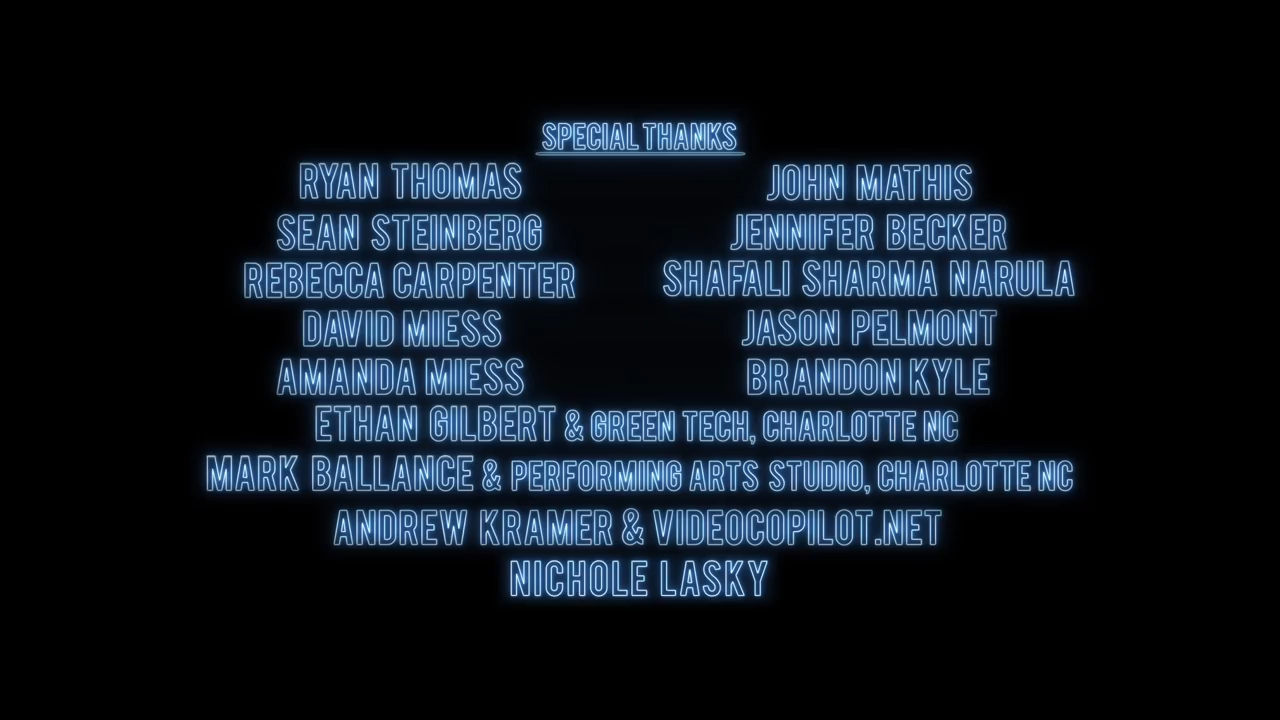 SPECIAL THANKS
RYAN THOMAS JOHN MATHIS
SEAN STEINBERG JENNIFER BECKER
REBECCA CARPENTER SHAFALI SHARMA NARULA
DAVID MIESS JASON PELMONT
AMANDA MIESS BRANDON KYLE
ETHAN GILBERT & GREEN TECH, CHARLOTTE NC
MARK BALLANCE & PERFORMING ARTS STUDIO, CHARLOTTE NC
ANDREW KRAMER & VIDEOCOPILOT.NET
NICHOLE LASKY